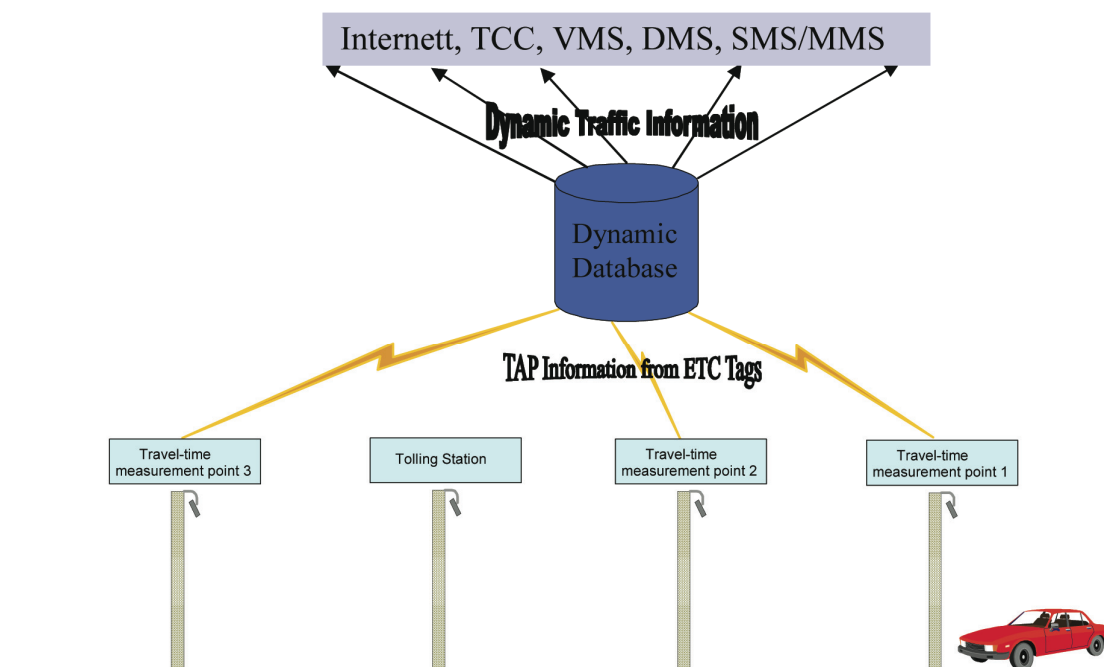 Internett, TCC, VMS, DMS, SMS/MMS
Dynamic Traffic Information
Dynamic
Database
TAP Information from ETC Tags
Travel-time
measurement point 3
Tolling Station
Travel-time
measurement point 2
Travel-time
measurement point 1